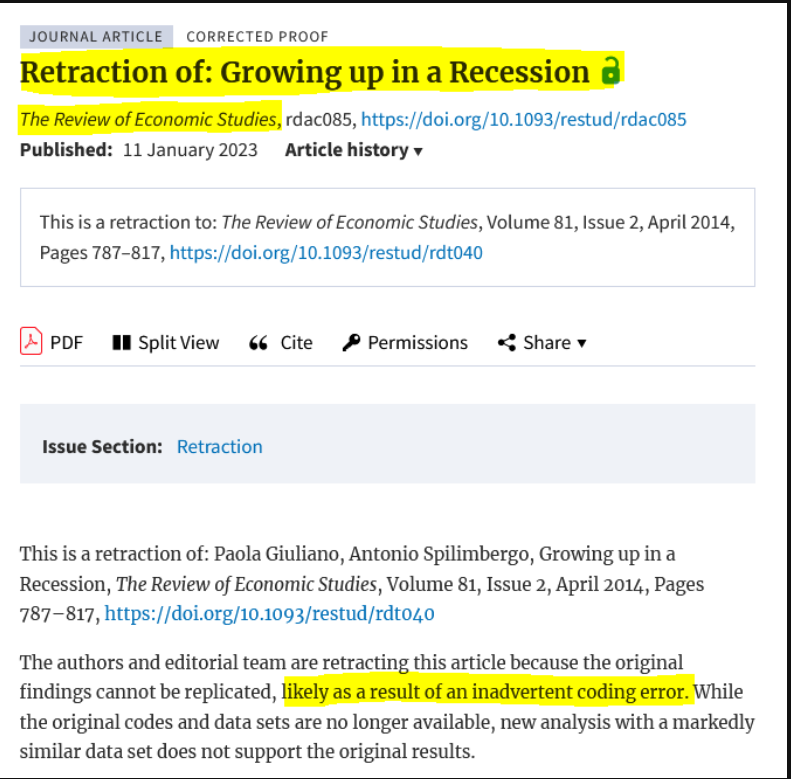 JOURNAL ARTICLE CORRECTED PROOF
Retraction of: Growing up in a Recession
The Review of Economic Studies, rdac085, https://doi.org/10.1093/restud/rdac085
Published: 11 January 2023 Article history ▾
This is a retraction to: The Review of Economic Studies, Volume 81, Issue 2, April 2014,
Pages 787–817, https://doi.org/10.1093/restud/rdt040
PDF Split View Cite Permissions Share ▾
Issue Section: Retraction
This is a retraction of: Paola Giuliano, Antonio Spilimbergo, Growing up in a
Recession, The Review of Economic Studies, Volume 81, Issue 2, April 2014, Pages
787–817, https://doi.org/10.1093/restud/rdt040
The authors and editorial team are retracting this article because the original
findings cannot be replicated, likely as a result of an inadvertent coding error. While
the original codes and data sets are no longer available, new analysis with a markedly
similar data set does not support the original results.